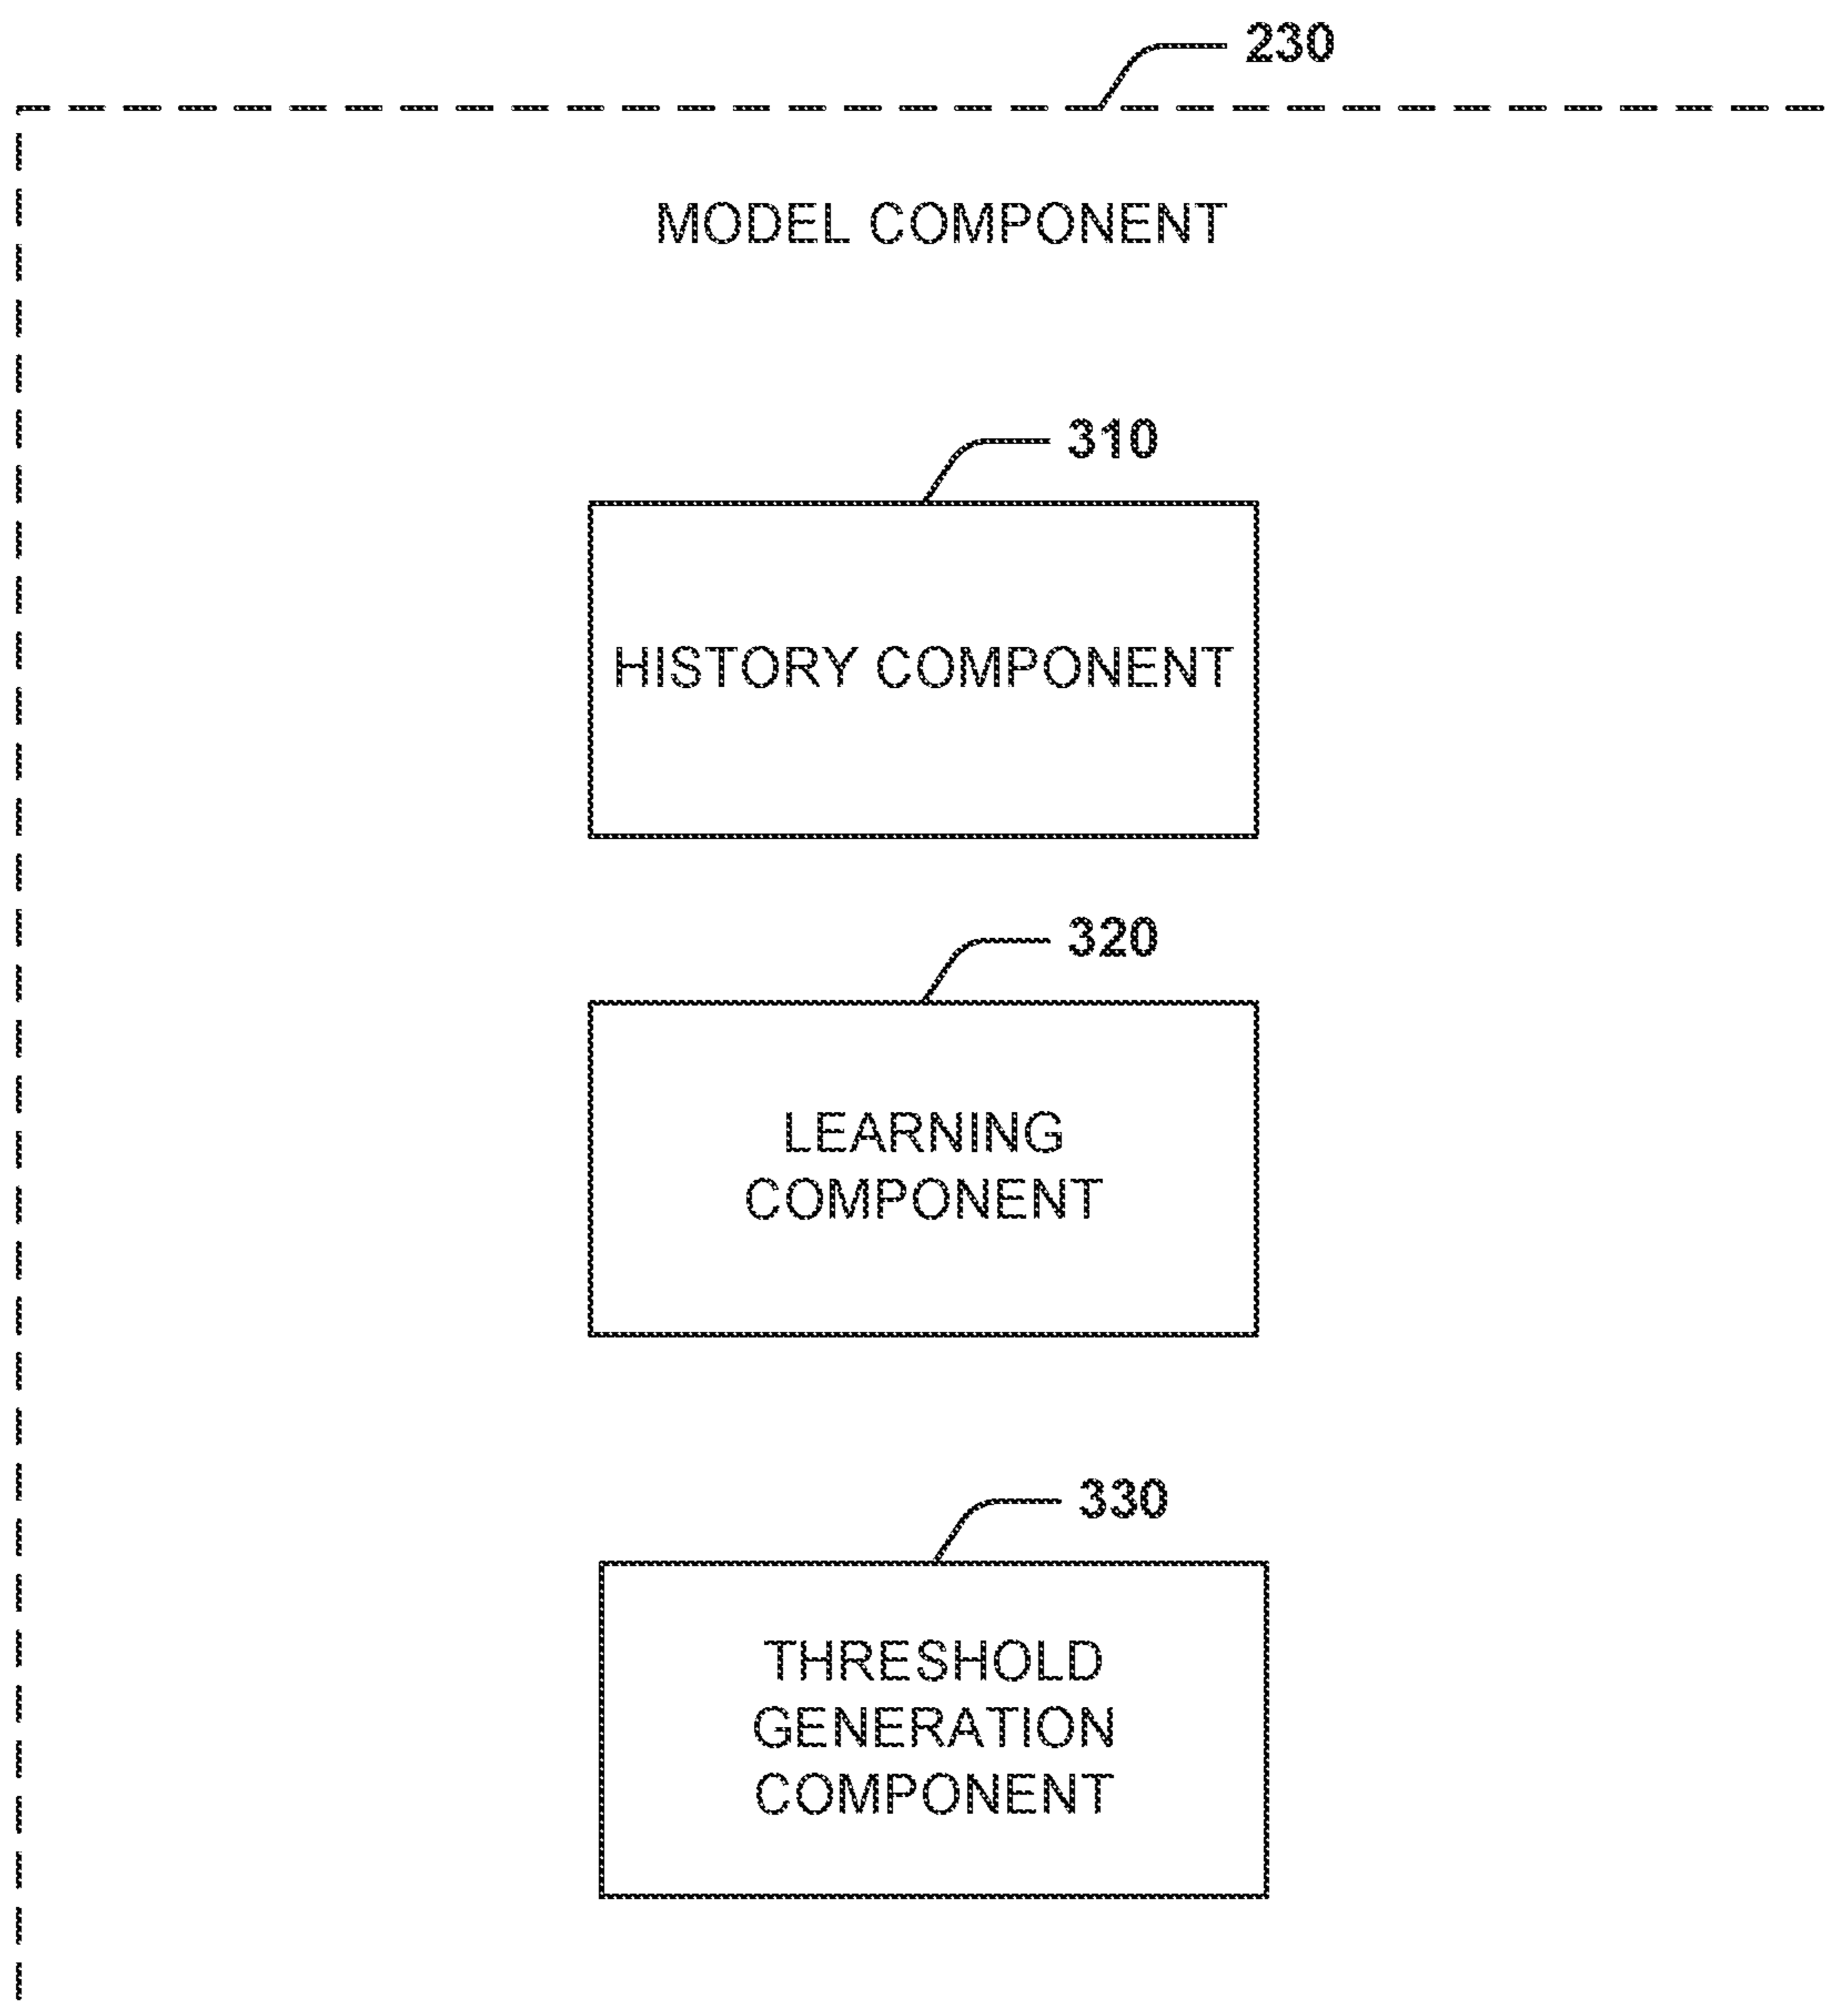 230
MODEL COMPONENT
310
HISTORY COMPONENT
320
LEARNING
COMPONENT
330
THRESHOLD
GENERATION
COMPONENT